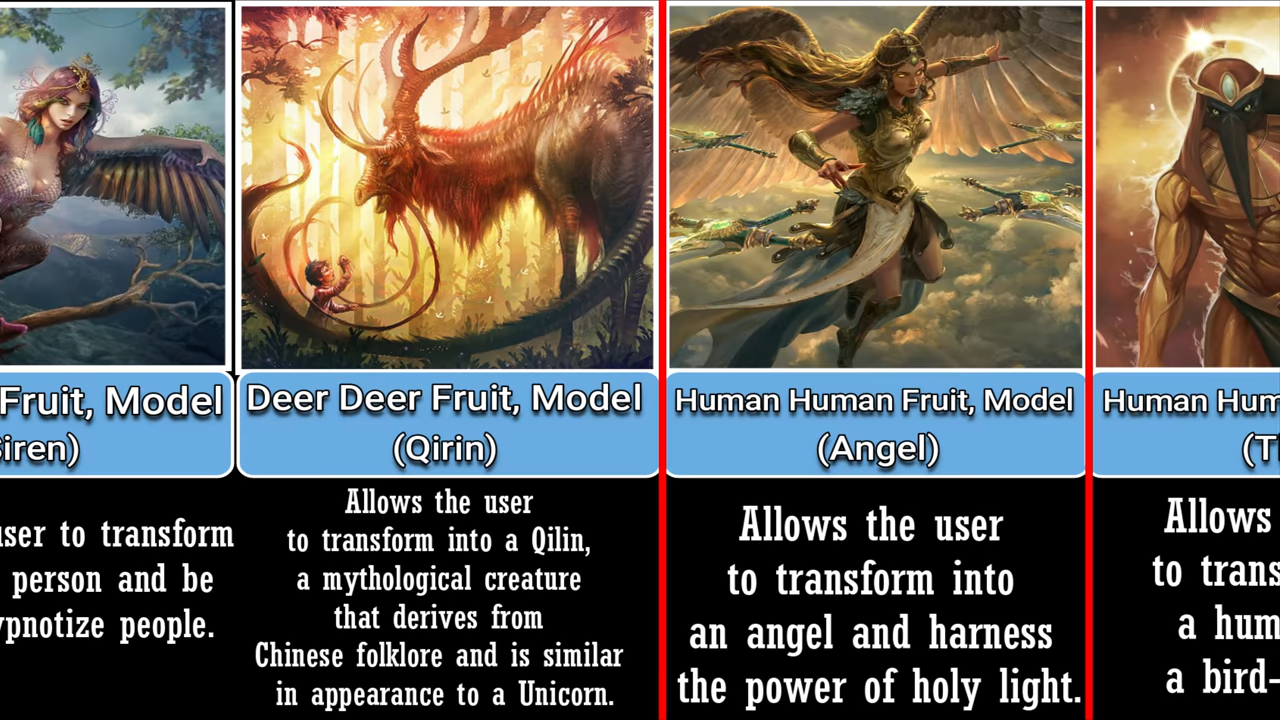 Fruit, Model
Siren)
user to transform
person and be
hypnotize people.
Deer Deer Fruit, Model
(Qirin)
Allows the user
to transform into a Qilin,
a mythological creature
that derives from
Chinese folklore and is similar
in appearance to a Unicorn.
Human Human Fruit, Model
(Angel)
Allows the user
to transform into
an angel and harness
the power of holy light.
Human Hum
(T
Allows
to trans
a hum
a bird-